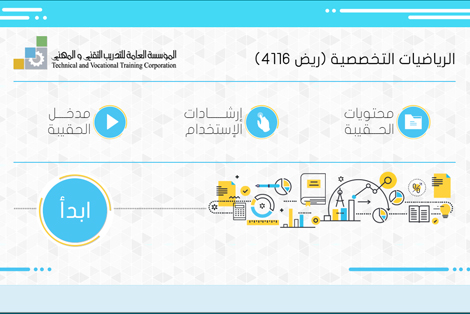 الرياضيات التخصصية (ريض 4116)
المؤسسة العامة للتدريب التقني و المهني
Technical and Vocational Training Corporation
محتويات
الحقيبة
إرشادات
الإستخدام
مدخل
الحقيبة
ابدأ